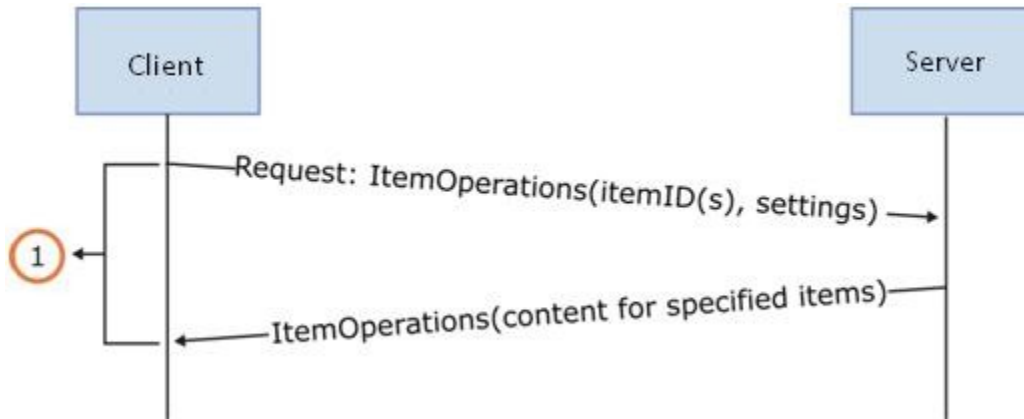 Client
Server
Request: ItemOperations(itemID(s), settings)
1
ItemOperations(content for specified items)